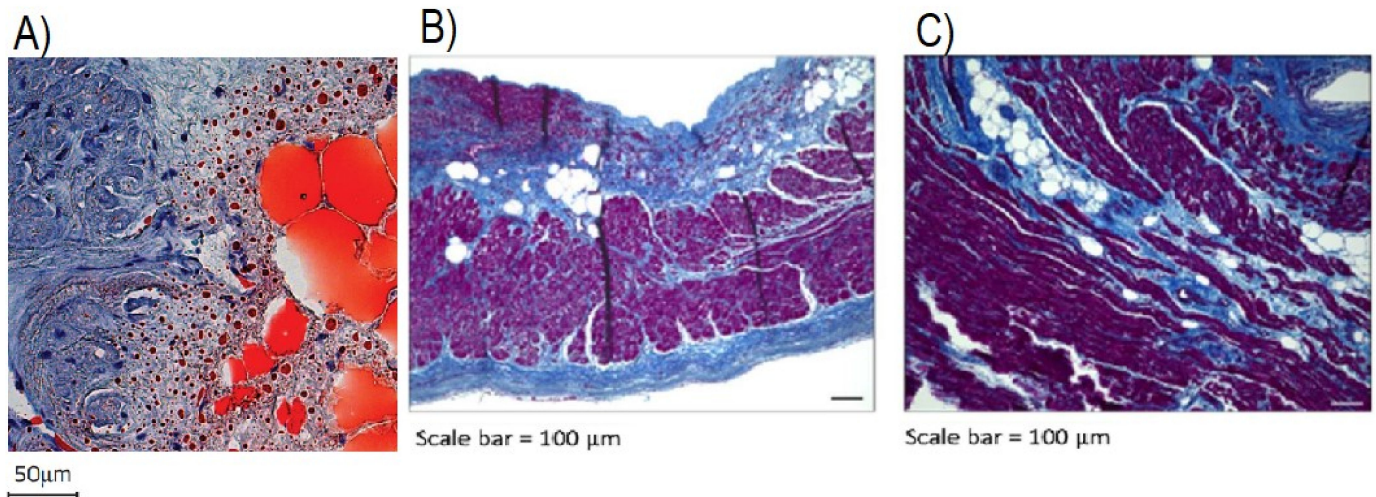 A)
B)
C)
Scale bar = 100 μm
Scale bar = 100 μm
50μm